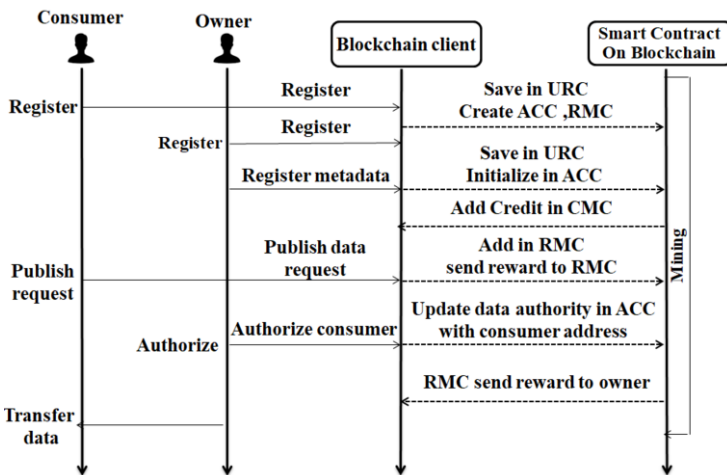 Consumer
Owner
Blockchain client
Smart Contract
On Blockchain
Register
Register
Save in URC
Create ACC ,RMC
Register
Register
Register metadata
Save in URC
Initialize in ACC
Add Credit in CMC
Publish
request
Publish data
request
Add in RMC
send reward to RMC
Mining
Authorize
Authorize consumer
Update data authority in ACC
with consumer address
RMC send reward to owner
Transfer
data